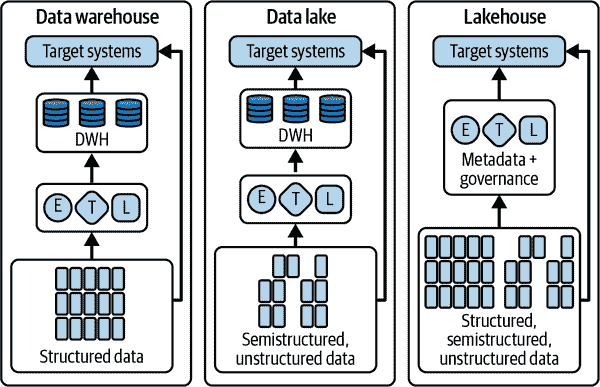 Data warehouse
Target systems
DWH
E T L
Structured data
Data lake
Target systems
DWH
E T L
Semistructured,
unstructured data
Lakehouse
Target systems
E T L
Metadata +
governance
Structured,
semistructured,
unstructured data